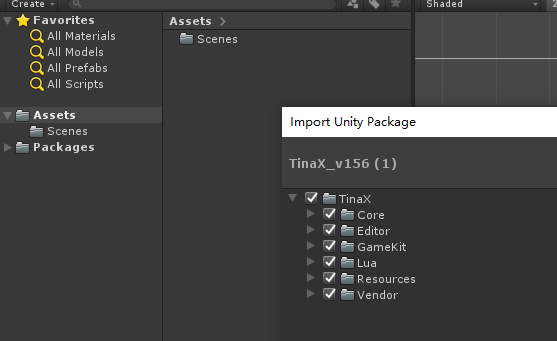 Create
Shaded
Favorites
All Materials
All Models
All Prefabs
All Scripts
Assets
Scenes
Packages
Assets
Scenes
Import Unity Package
TinaX_v156 (1)
TinaX
Core
Editor
GameKit
Lua
Resources
Vendor